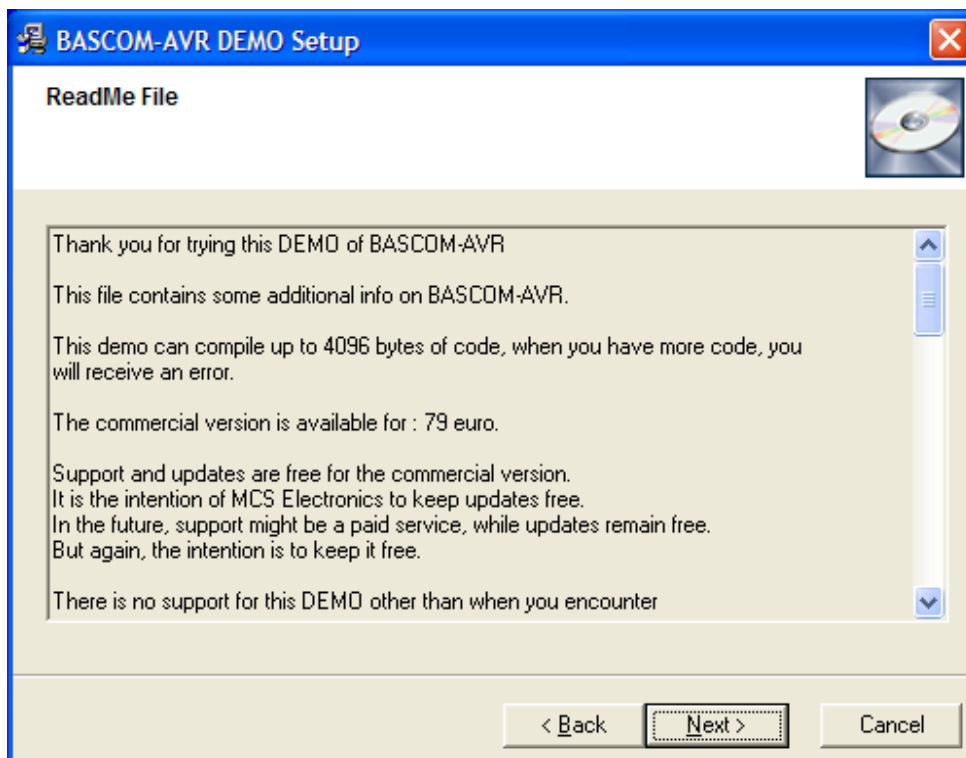 BASCOM-AVR DEMO Setup
ReadMe File
Thank you for trying this DEMO of BASCOM-AVR
This file contains some additional info on BASCOM-AVR.
This demo can compile up to 4096 bytes of code, when you have more code, you
will receive an error.
The commercial version is available for : 79 euro.
Support and updates are free for the commercial version.
It is the intention of MCS Electronics to keep updates free.
In the future, support might be a paid service, while updates remain free.
But again, the intention is to keep it free.
There is no support for this DEMO other than when you encounter
< Back
Next >
Cancel